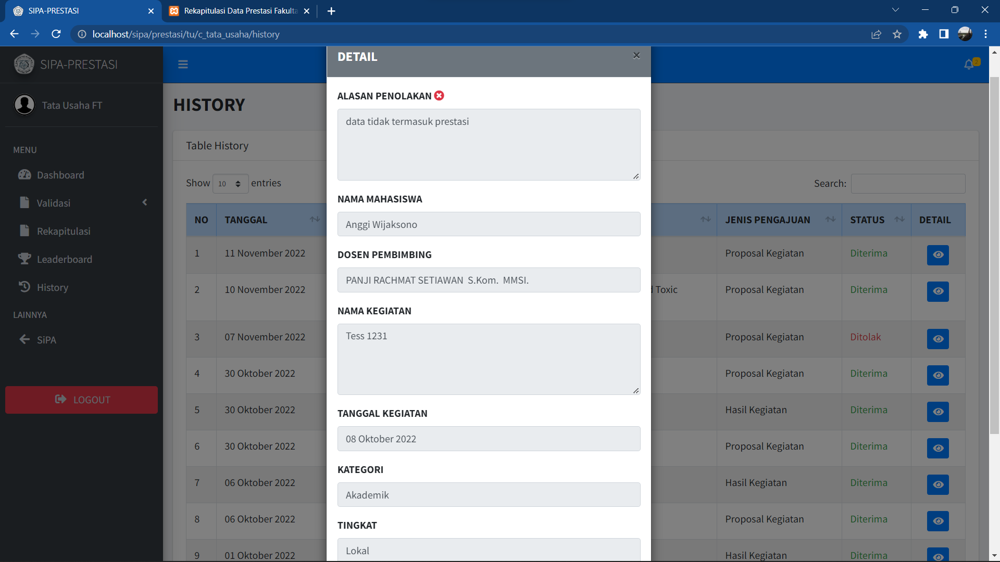 SIPA-PRESTASI
Rekapitulasi Data Prestasi Fakulta
localhost/sipa/prestasi/tu/c_tata_usaha/history
SIPA-PRESTASI
2
Tata Usaha FT
MENU
Dashboard
Validasi
Rekapitulasi
Leaderboard
History
LAINNYA
SiPA
LOGOUT
HISTORY
Table History
Show 10 entries
Search:
NO TANGGAL JENIS PENGAJUAN STATUS DETAIL
1 11 November 2022 Proposal Kegiatan Diterima
2 10 November 2022 d Toxic Proposal Kegiatan Diterima
3 07 November 2022 Proposal Kegiatan Ditolak
4 30 Oktober 2022 Proposal Kegiatan Diterima
5 30 Oktober 2022 Hasil Kegiatan Diterima
6 30 Oktober 2022 Proposal Kegiatan Diterima
7 06 Oktober 2022 Hasil Kegiatan Diterima
8 06 Oktober 2022 Proposal Kegiatan Diterima
9 01 Oktober 2022 Hasil Kegiatan Diterima
DETAIL
ALASAN PENOLAKAN
data tidak termasuk prestasi
NAMA MAHASISWA
Anggi Wijaksono
DOSEN PEMBIMBING
PANJI RACHMAT SETIAWAN S.Kom. MMSI.
NAMA KEGIATAN
Tess 1231
TANGGAL KEGIATAN
08 Oktober 2022
KATEGORI
Akademik
TINGKAT
Lokal